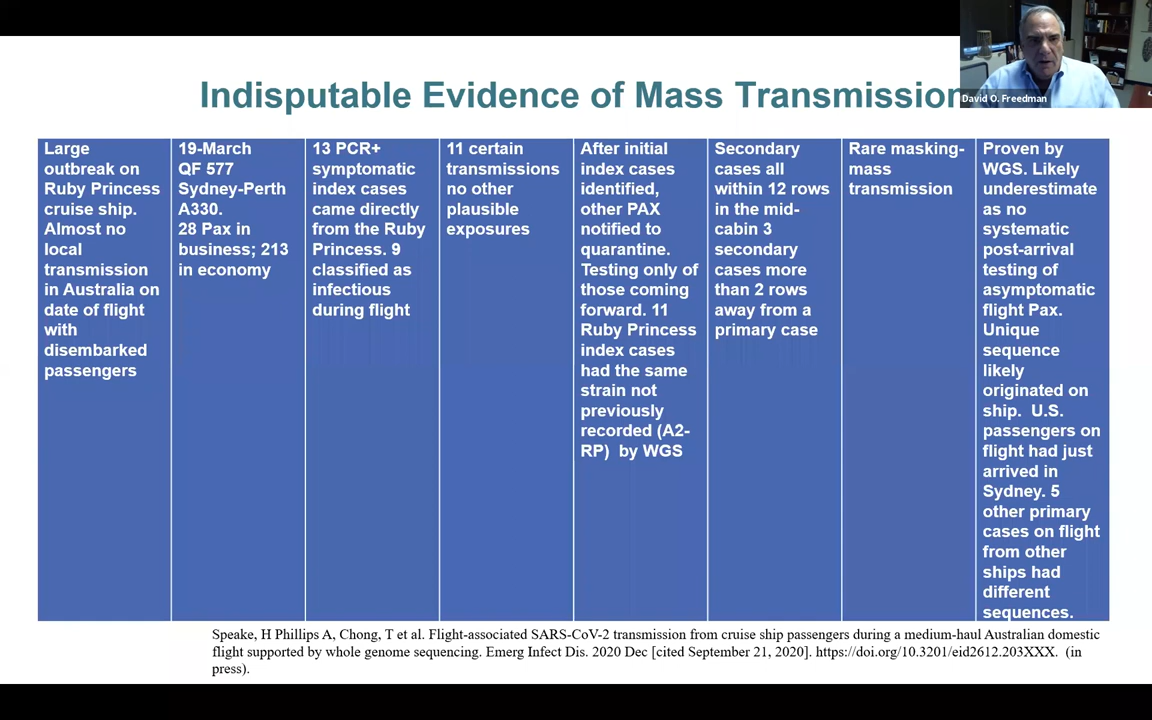 Indisputable Evidence of Mass Transmission
David O. Freedman
Large
outbreak on
Ruby Princess
cruise ship.
Almost no
local
transmission
in Australia on
date of flight
with
disembarked
passengers
19-March
QF 577
Sydney-Perth
A330.
28 Pax in
business; 213
in economy
13 PCR+
symptomatic
index cases
came directly
from the Ruby
Princess. 9
classified as
infectious
during flight
11 certain
transmissions
no other
plausible
exposures
After initial
index cases
identified,
other PAX
notified to
quarantine.
Testing only of
those coming
forward. 11
Ruby Princess
index cases
had the same
strain not
previously
recorded (A2-
RP) by WGS
Secondary
cases all
within 12 rows
in the mid-
cabin 3
secondary
cases more
than 2 rows
away from a
primary case
Rare masking-
mass
transmission
Proven by
WGS. Likely
underestimate
as no
systematic
post-arrival
testing of
asymptomatic
flight Pax.
Unique
sequence
likely
originated on
ship. U.S.
passengers on
flight had just
arrived in
Sydney. 5
other primary
cases on flight
from other
ships had
different
sequences.
Speake, H Phillips A, Chong, T et al. Flight-associated SARS-CoV-2 transmission from cruise ship passengers during a medium-haul Australian domestic
flight supported by whole genome sequencing. Emerg Infect Dis. 2020 Dec [cited September 21, 2020]. https://doi.org/10.3201/eid2612.203XXX. (in
press).